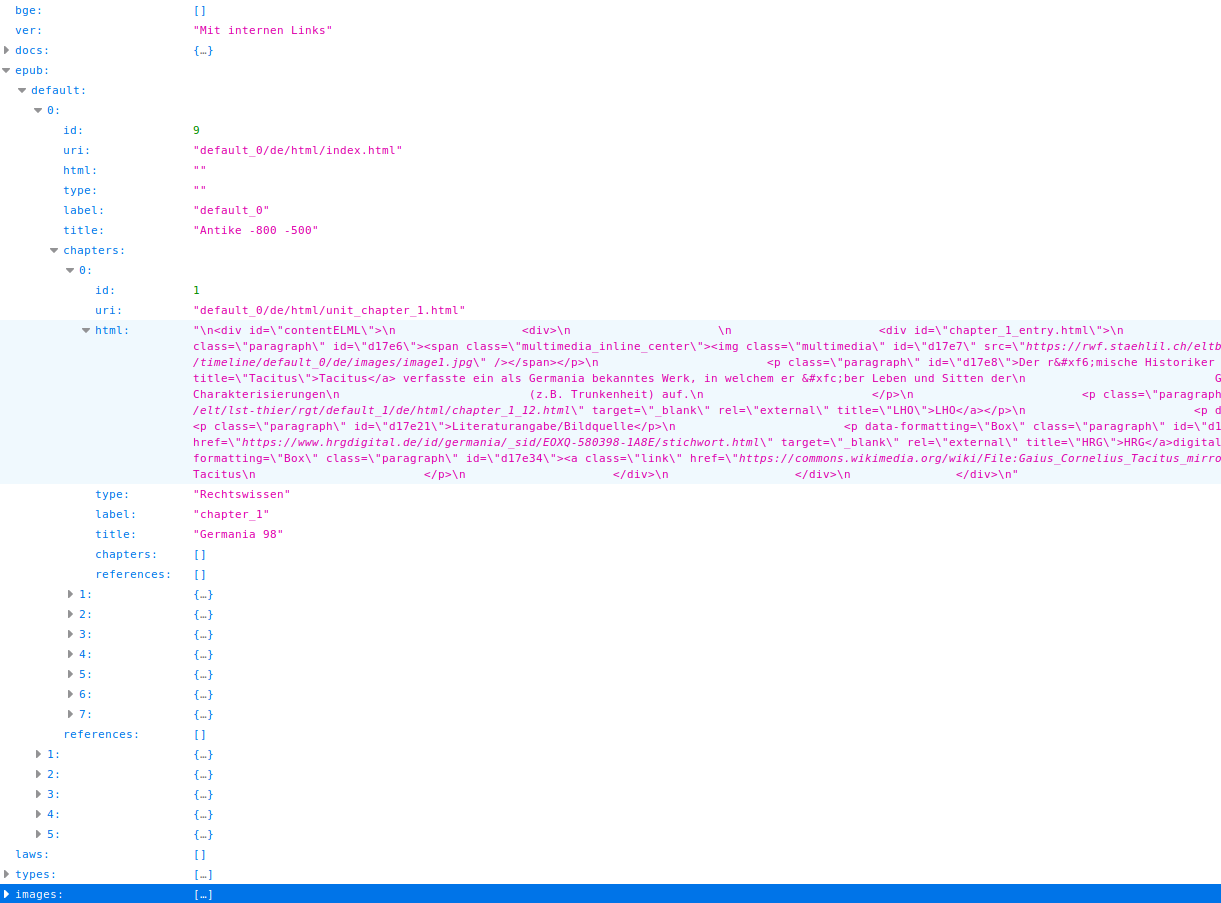 bge: []
ver: "Mit internen Links"
docs: {…}
epub:
default:
0:
id: 9
uri: "default_0/de/html/index.html"
html: ""
type: ""
label: "default_0"
title: "Antike -800 -500"
chapters:
0:
id: 1
uri: "default_0/de/html/unit_chapter_1.html"
html: "\n<div id=\"contentELML\">\n <div>\n \n <div id=\"chapter_1_entry.html\">\n
class=\"paragraph\" id=\"d17e6\"><span class=\"multimedia_inline_center\"><img class=\"multimedia\" id=\"d17e7\" src=\"https://rwf.staehlil.ch/eltb
/timeline/default_0/de/images/image1.jpg\" /></span></p>\n <p class=\"paragraph\" id=\"d17e8\">Der r&#xf6;mische Historiker
title=\"Tacitus\">Tacitus</a> verfasste ein als Germania bekanntes Werk, in welchem er &#xfc;ber Leben und Sitten der\n G
Charakterisierungen\n (z.B. Trunkenheit) auf.\n </p>\n <p class=\"paragraph
/elt/lst-thier/rgt/default_1/de/html/chapter_1_12.html\" target=\"_blank\" rel=\"external\" title=\"LHO\">LHO</a></p>\n <p d
<p class=\"paragraph\" id=\"d17e21\">Literaturangabe/Bildquelle</p>\n <p data-formatting=\"Box\" class=\"paragraph\" id=\"d1
href=\"https://www.hrgdigital.de/id/germania/_sid/EOXQ-580398-1A8E/stichwort.html\" target=\"_blank\" rel=\"external\" title=\"HRG\">HRG</a>digital
formatting=\"Box\" class=\"paragraph\" id=\"d17e34\"><a class=\"link\" href=\"https://commons.wikimedia.org/wiki/File:Gaius_Cornelius_Tacitus_mirro
Tacitus\n </p>\n </div>\n </div>\n </div>\n"
type: "Rechtswissen"
label: "chapter_1"
title: "Germania 98"
chapters: []
references: []
1: {…}
2: {…}
3: {…}
4: {…}
5: {…}
6: {…}
7: {…}
references: []
1: {…}
2: {…}
3: {…}
4: {…}
5: {…}
laws: []
types: […]
images: […]